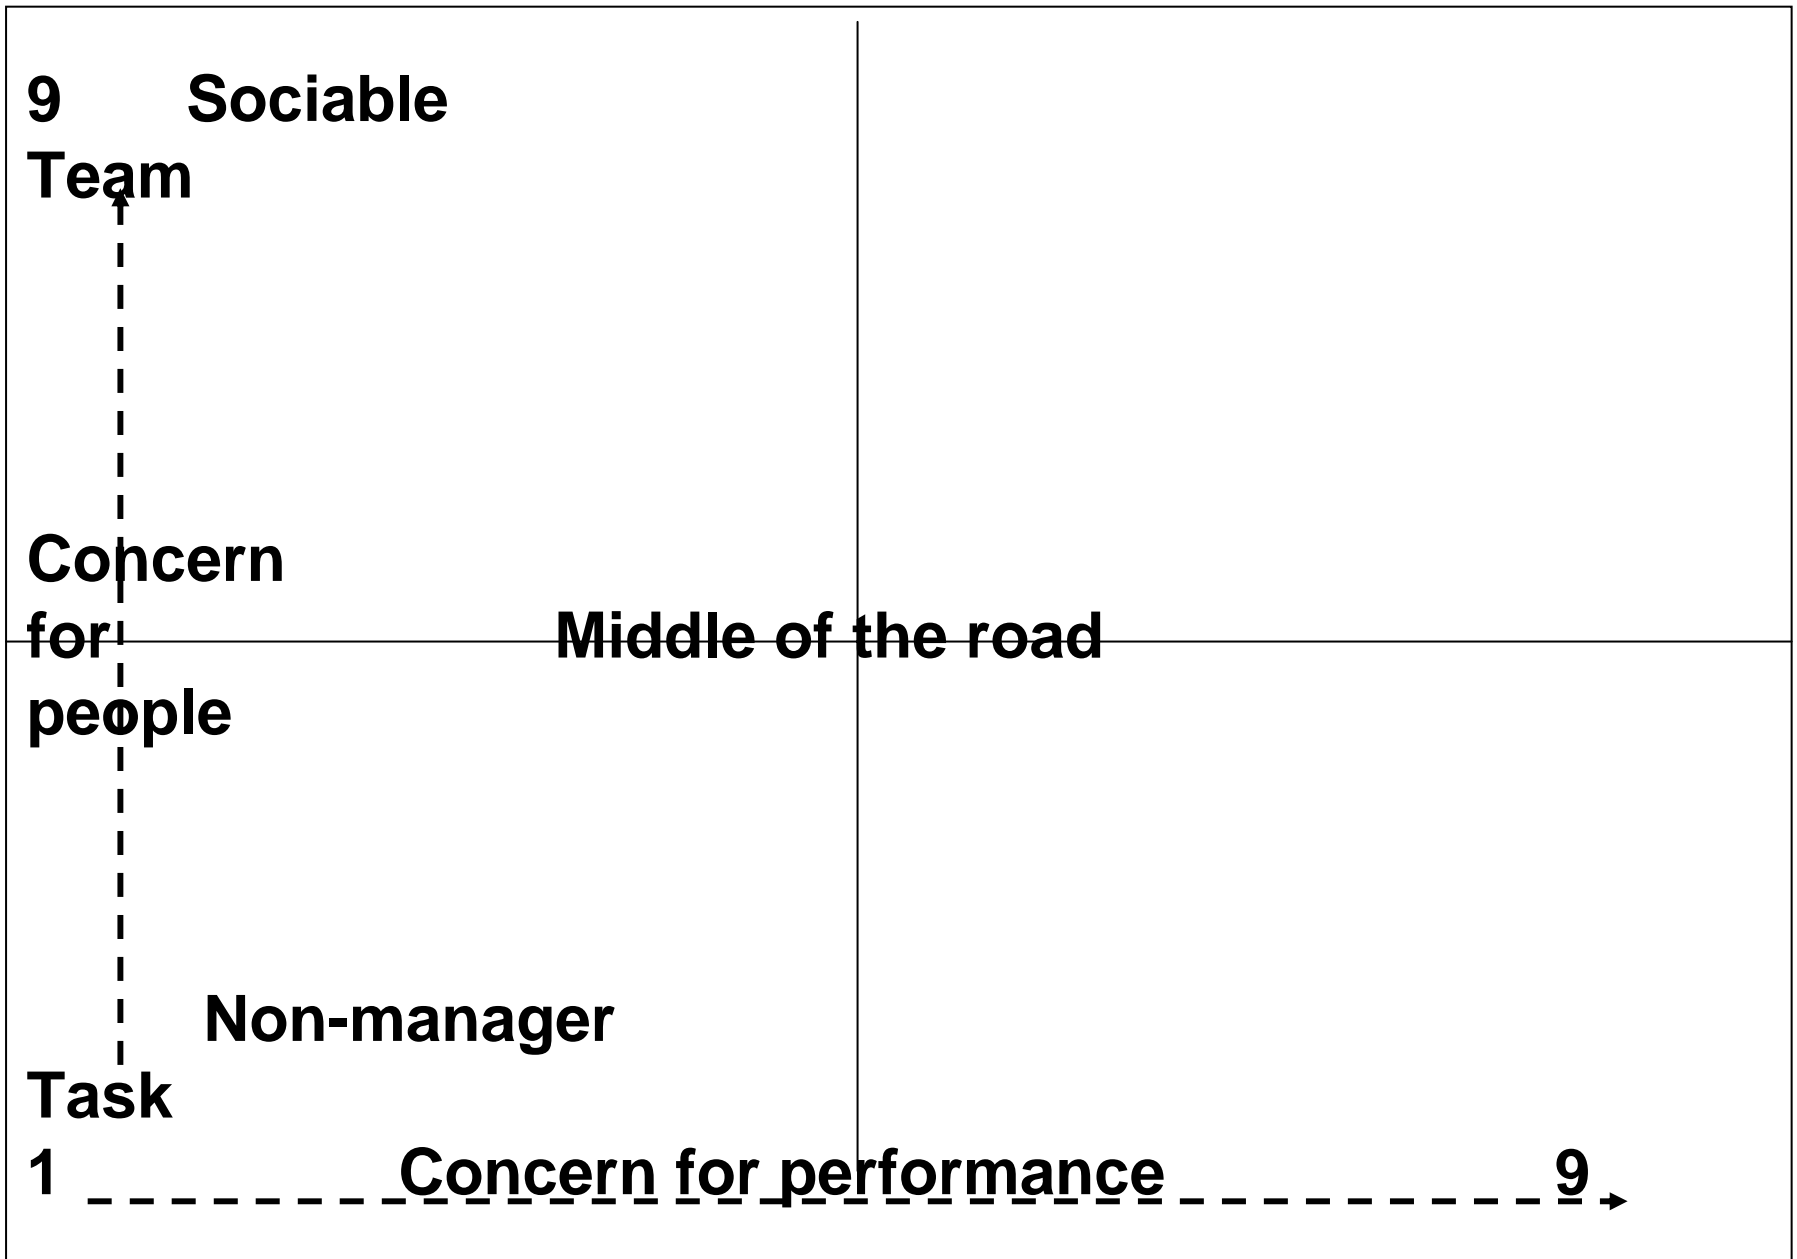 9 Sociable
Team
Concern
for Middle of the road
people
Non-manager
Task
1 Concern for performance 9